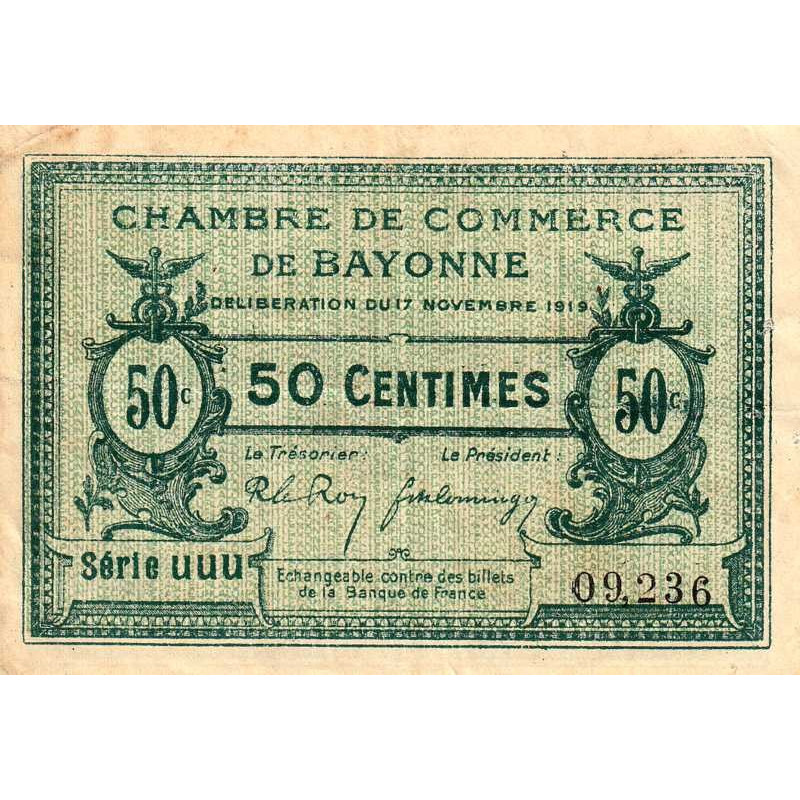 CHAMBRE DE COMMERCE
DE BAYONNE
DELIBERATION DU 17 NOVEMBRE 1919
50c 50 CENTIMES 50c
Le Trésorier: Le Président:
Série UUU
Echangeable contre des billets
de la Banque de France
09,236